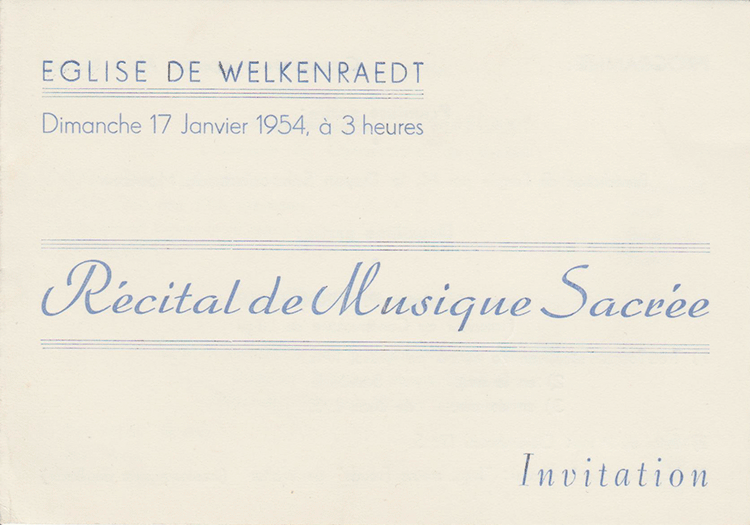 EGLISE DE WELKENRAEDT
Dimanche 17 Janvier 1954, à 3 heures
Récital de Musique Sacrée
Invitation